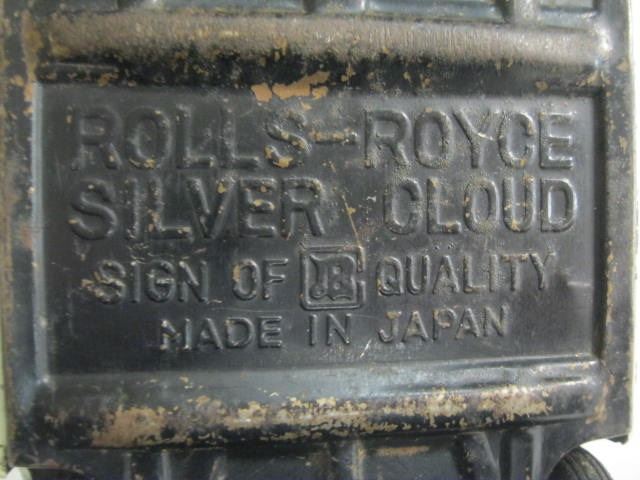 ROLLS-ROYCE
SILVER CLOUD
SIGN OF QUALITY
MADE IN JAPAN